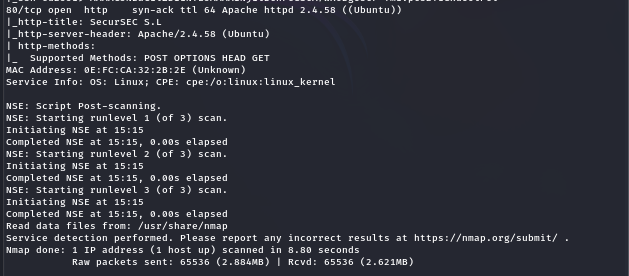 80/tcp open  http    syn-ack ttl 64 Apache httpd 2.4.58 ((Ubuntu))
|_http-title: SecurSEC S.L
|_http-server-header: Apache/2.4.58 (Ubuntu)
| http-methods:
|_  Supported Methods: POST OPTIONS HEAD GET
MAC Address: 0E:FC:CA:32:2B:2E (Unknown)
Service Info: OS: Linux; CPE: cpe:/o:linux:linux_kernel

NSE: Script Post-scanning.
NSE: Starting runlevel 1 (of 3) scan.
Initiating NSE at 15:15
Completed NSE at 15:15, 0.00s elapsed
NSE: Starting runlevel 2 (of 3) scan.
Initiating NSE at 15:15
Completed NSE at 15:15, 0.00s elapsed
NSE: Starting runlevel 3 (of 3) scan.
Initiating NSE at 15:15
Completed NSE at 15:15, 0.00s elapsed
Read data files from: /usr/share/nmap
Service detection performed. Please report any incorrect results at https://nmap.org/submit/ .
Nmap done: 1 IP address (1 host up) scanned in 8.80 seconds
           Raw packets sent: 65536 (2.884MB) | Rcvd: 65536 (2.621MB)